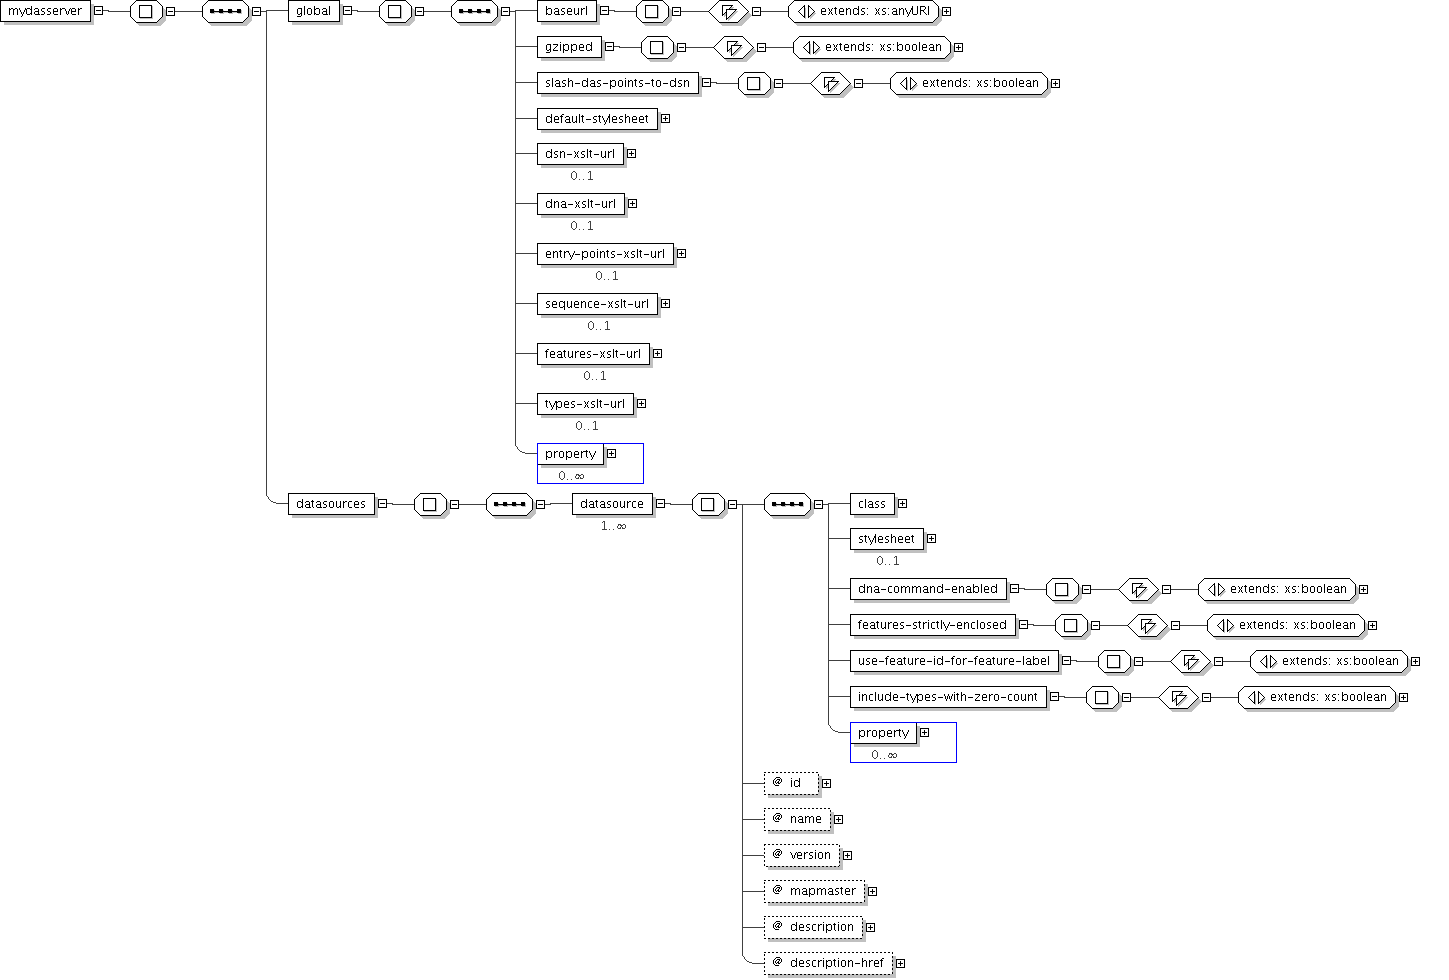 mydasserver
global
baseurl
extends: xs:anyURI
gzipped
extends: xs:boolean
slash-das-points-to-dsn
extends: xs:boolean
default-stylesheet
dsn-xslt-url
0..1
dna-xslt-url
0..1
entry-points-xslt-url
0..1
sequence-xslt-url
0..1
features-xslt-url
0..1
types-xslt-url
0..1
property
0..∞
datasources
datasource
1..∞
class
stylesheet
0..1
dna-command-enabled
extends: xs:boolean
features-strictly-enclosed
extends: xs:boolean
use-feature-id-for-feature-label
extends: xs:boolean
include-types-with-zero-count
extends: xs:boolean
property
0..∞
@ id
@ name
@ version
@ mapmaster
@ description
@ description-href